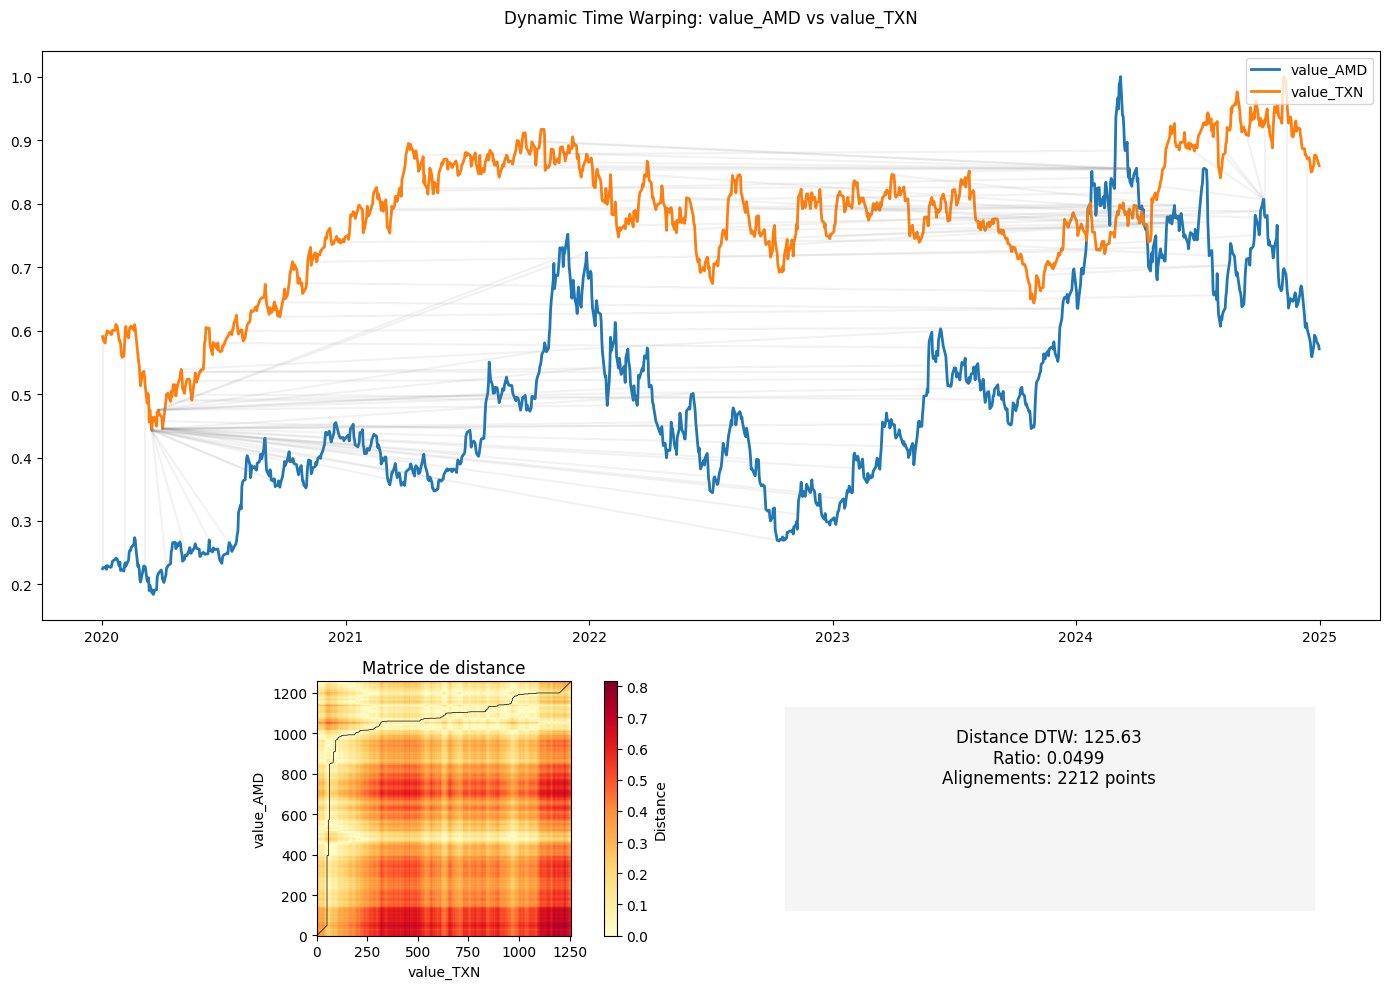 Dynamic Time Warping: value_AMD vs value_TXN
value_AMD
value_TXN
1.0
0.9
0.8
0.7
0.6
0.5
0.4
0.3
0.2
2020 2021 2022 2023 2024 2025
Matrice de distance
value_AMD
1200
1000
800
600
400
200
0
0 250 500 750 1000 1250
value_TXN
0.8
0.7
0.6
0.5
0.4
0.3
0.2
0.1
0.0
Distance
Distance DTW: 125.63
Ratio: 0.0499
Alignements: 2212 points